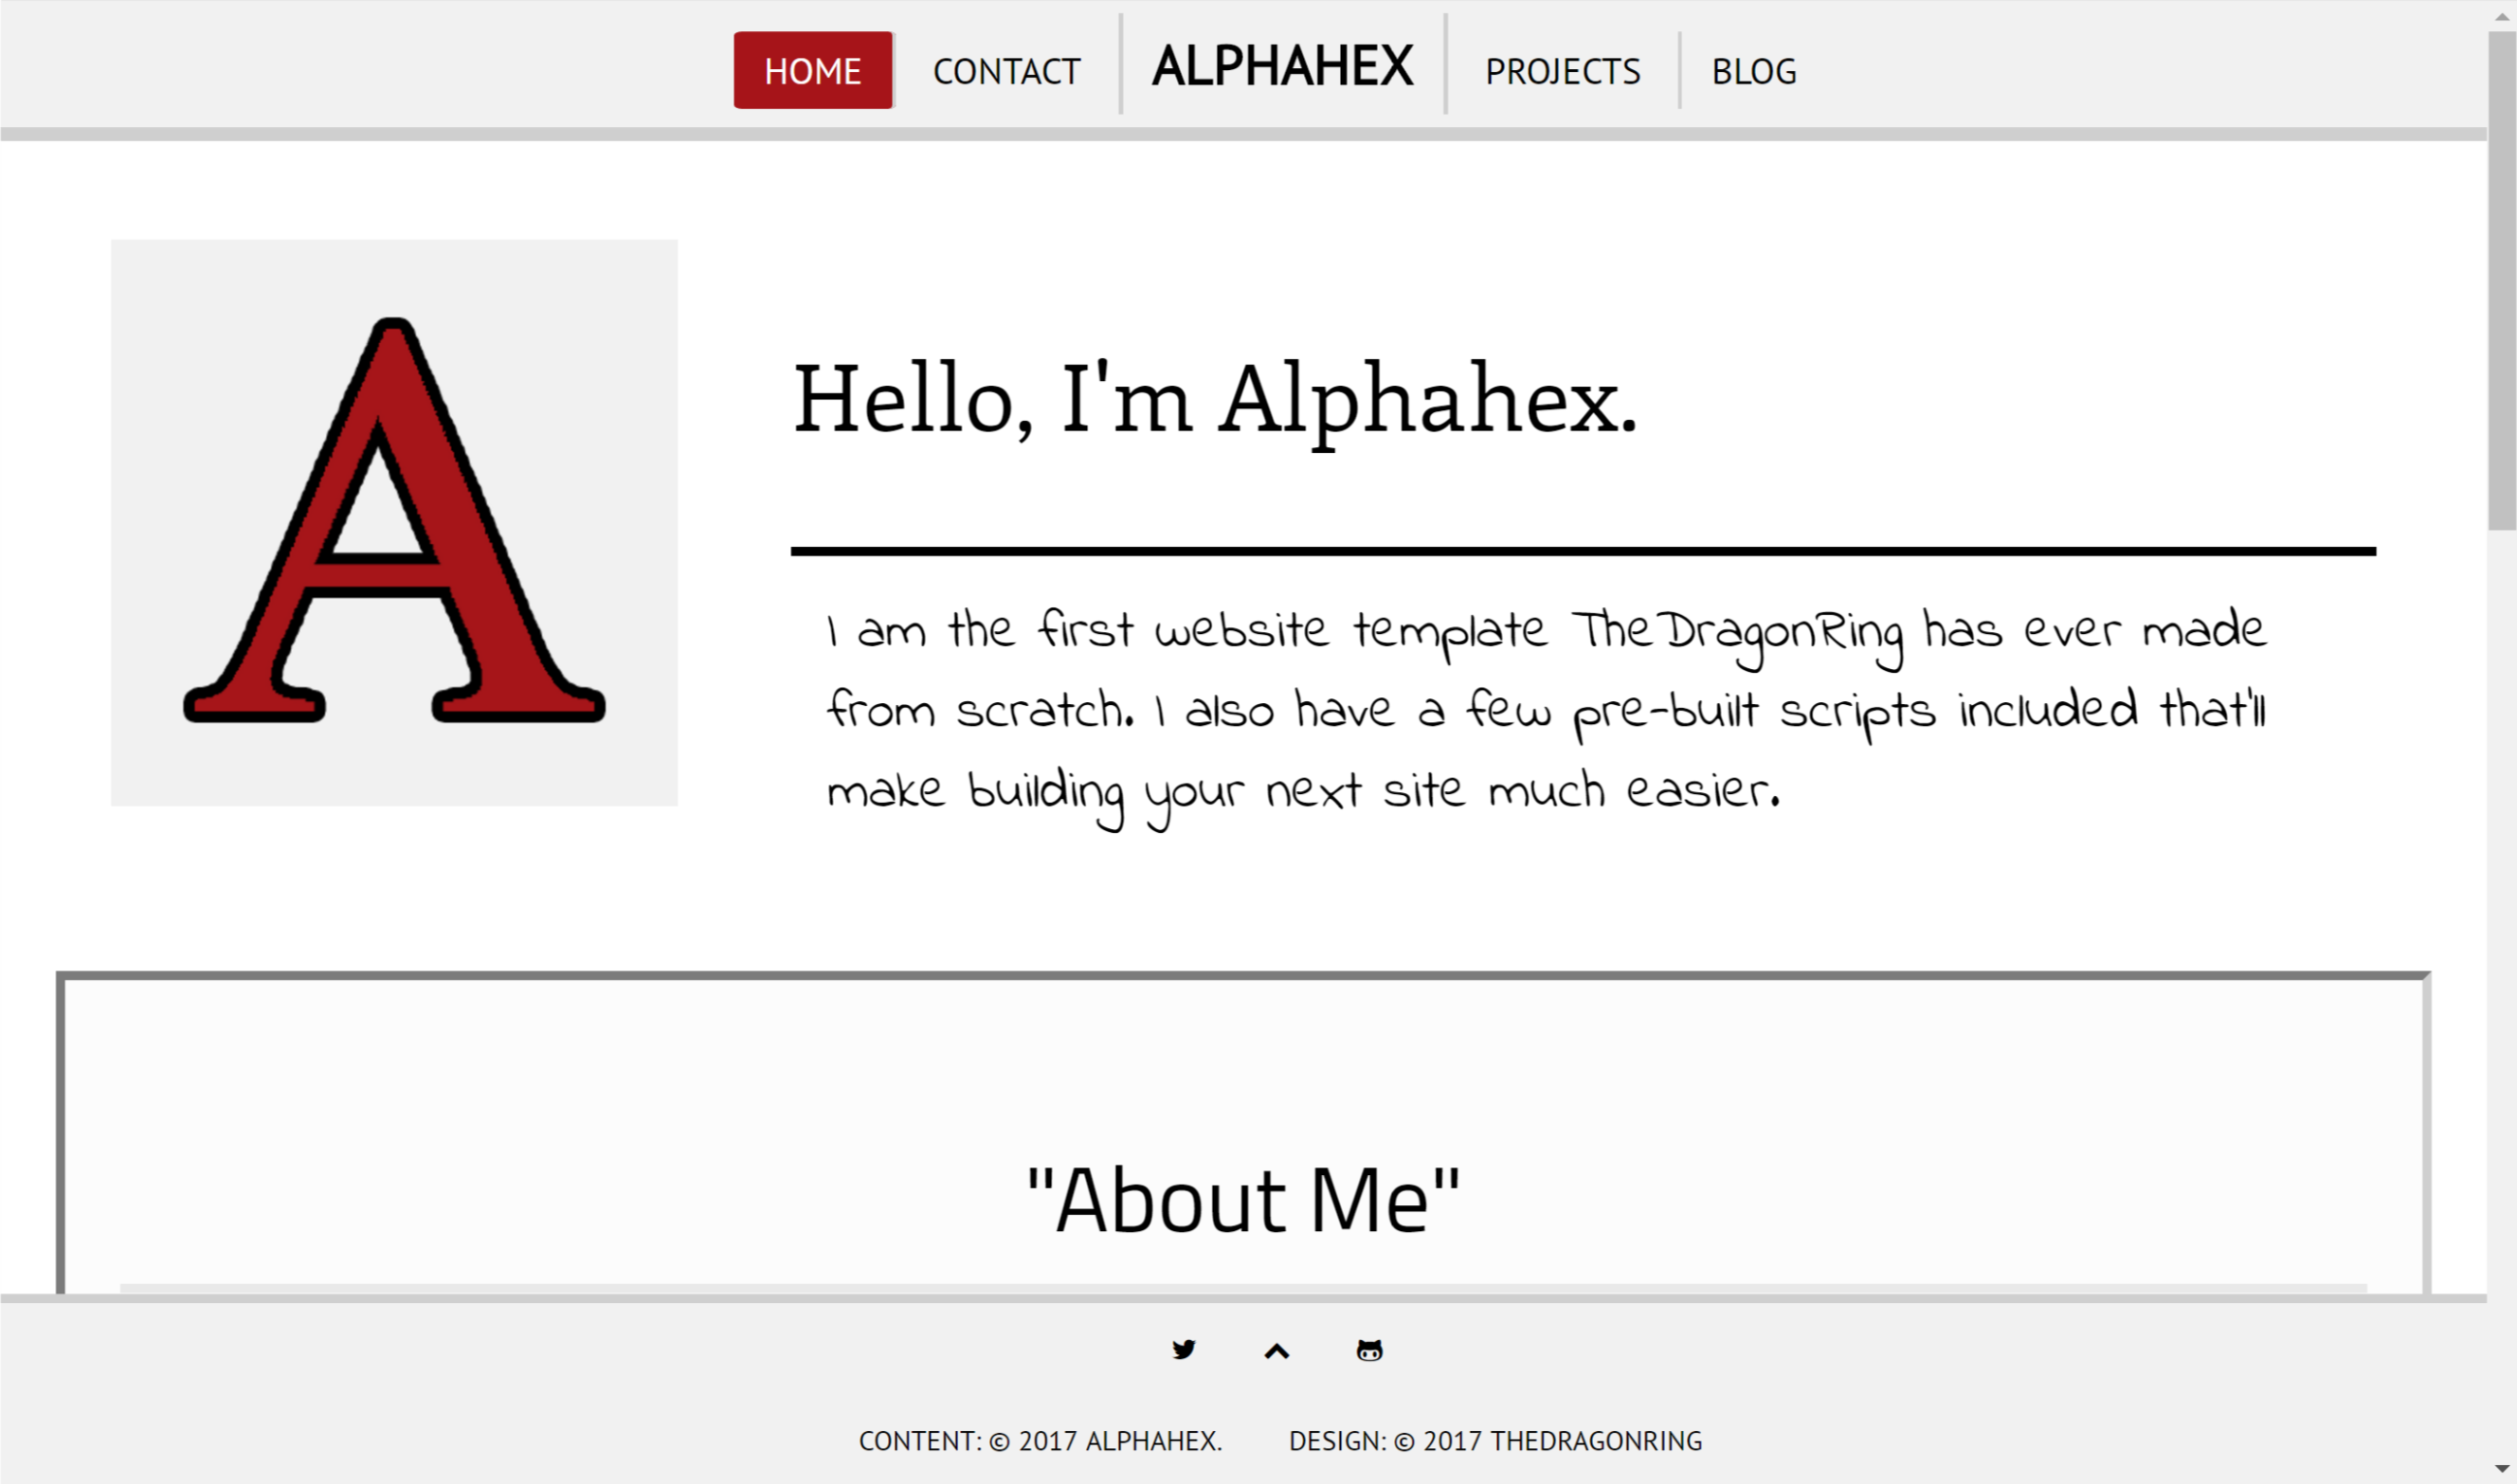 HOME CONTACT ALPHAHEX PROJECTS BLOG
A
Hello, I'm Alphahex.
I am the first website template TheDragonRing has ever made
from scratch. I also have a few pre-built scripts included that'll
make building your next site much easier.
"About Me"
CONTENT: © 2017 ALPHAHEX. DESIGN: © 2017 THEDRAGONRING